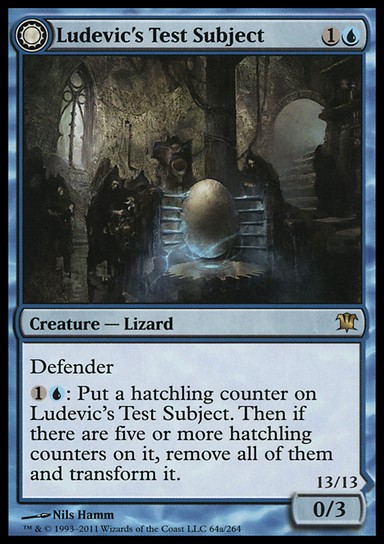 Ludevic's Test Subject 1
Creature — Lizard
Defender
1 : Put a hatchling counter on
Ludevic's Test Subject. Then if
there are five or more hatchling
counters on it, remove all of them
and transform it.
13/13
0/3
Nils Hamm
™ & © 1993–2011 Wizards of the Coast LLC 64a/264